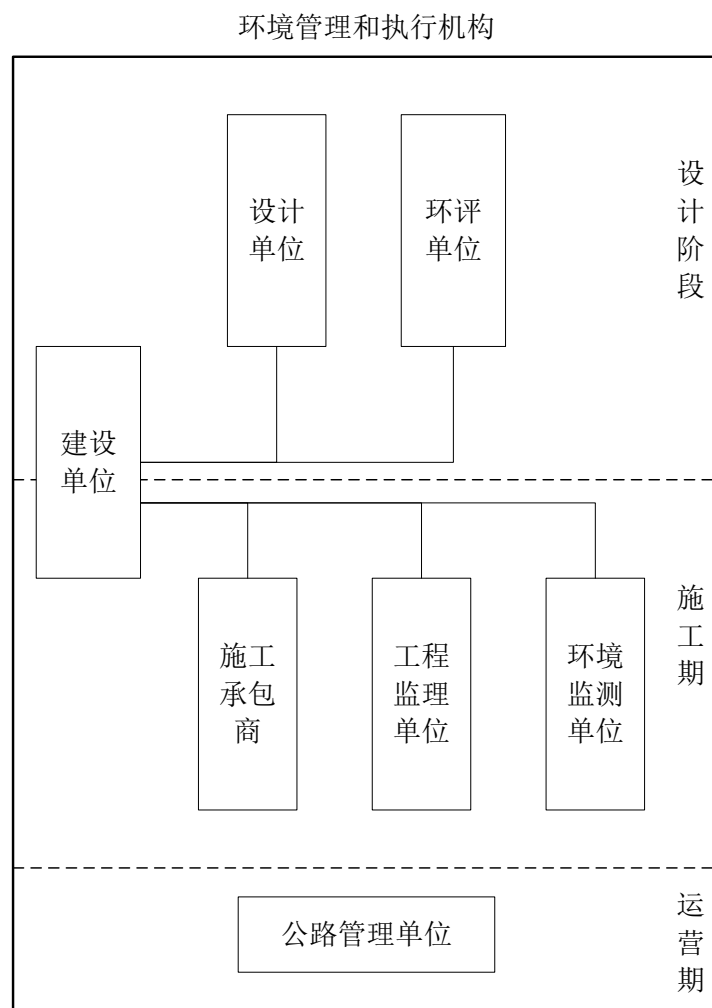 环境管理和执行机构
设计
单位
环评
单位
设
计
阶
段
建设
单位
施工
承包
商
工程
监理
单位
环境
监测
单位
施
工
期
公路管理单位
运
营
期